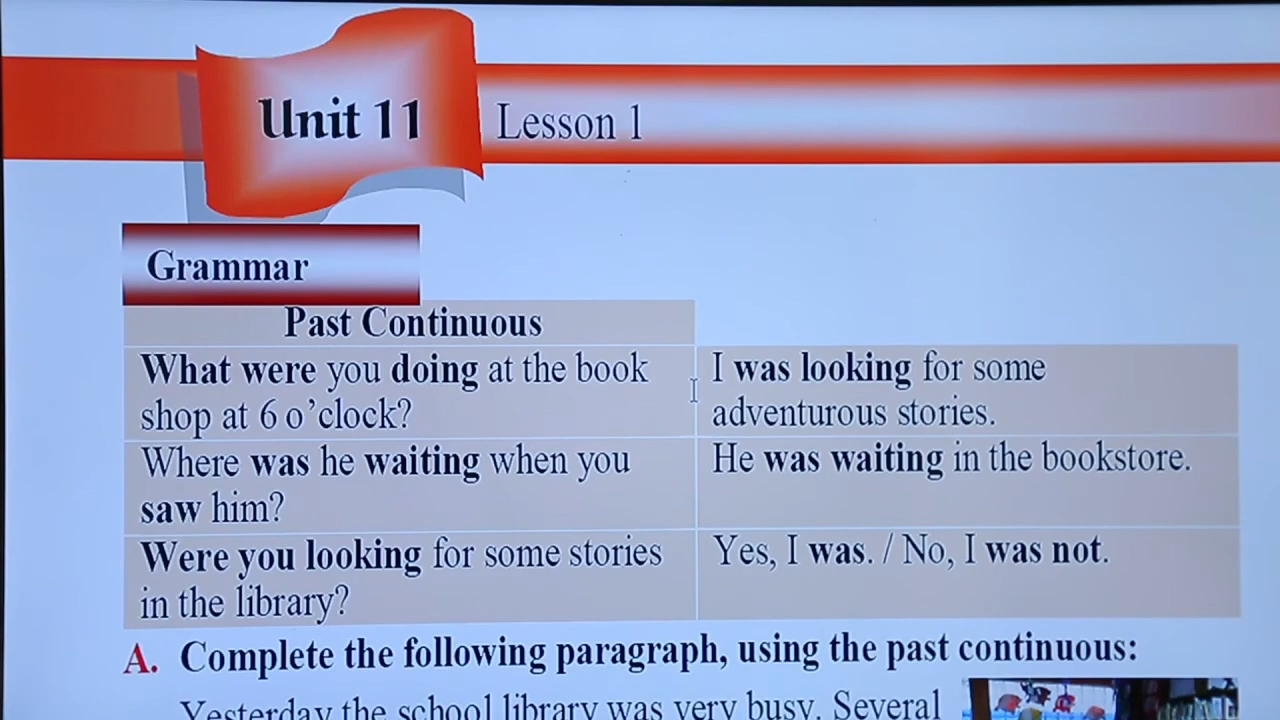 Unit 11
Lesson 1
Grammar
Past Continuous
What were you doing at the book
shop at 6 o'clock?
I was looking for some
adventurous stories.
Where was he waiting when you
saw him?
He was waiting in the bookstore.
Were you looking for some stories
in the library?
Yes, I was. / No, I was not.
A. Complete the following paragraph, using the past continuous:
Yesterday the school library was very busy. Several